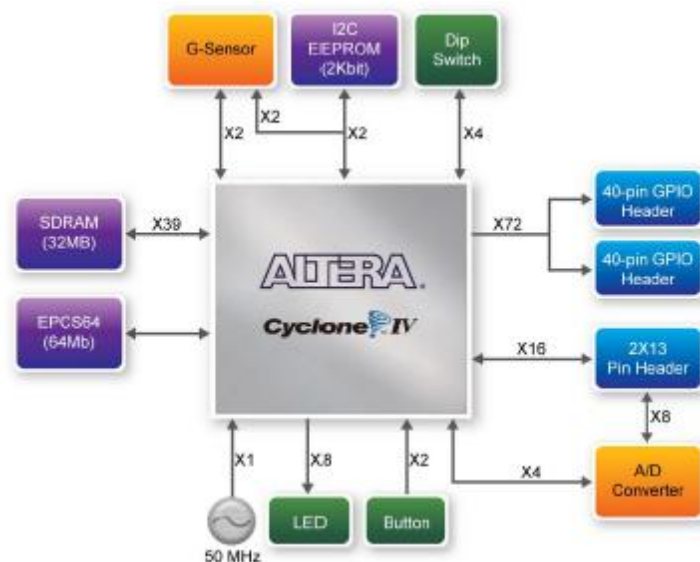 G-Sensor
I2C
EIEPROM
(2Kbit)
Dip
Switch
X2
X2
X2
X4
SDRAM
(32MB)
X39
EPCS64
(64Mb)
ALTERA.
Cyclone IV
X72
40-pin GPIO
Header
40-pin GPIO
Header
X16
2X13
Pin Header
X8
X4
A/D
Converter
X1
50 MHz
X8
LED
X2
Button